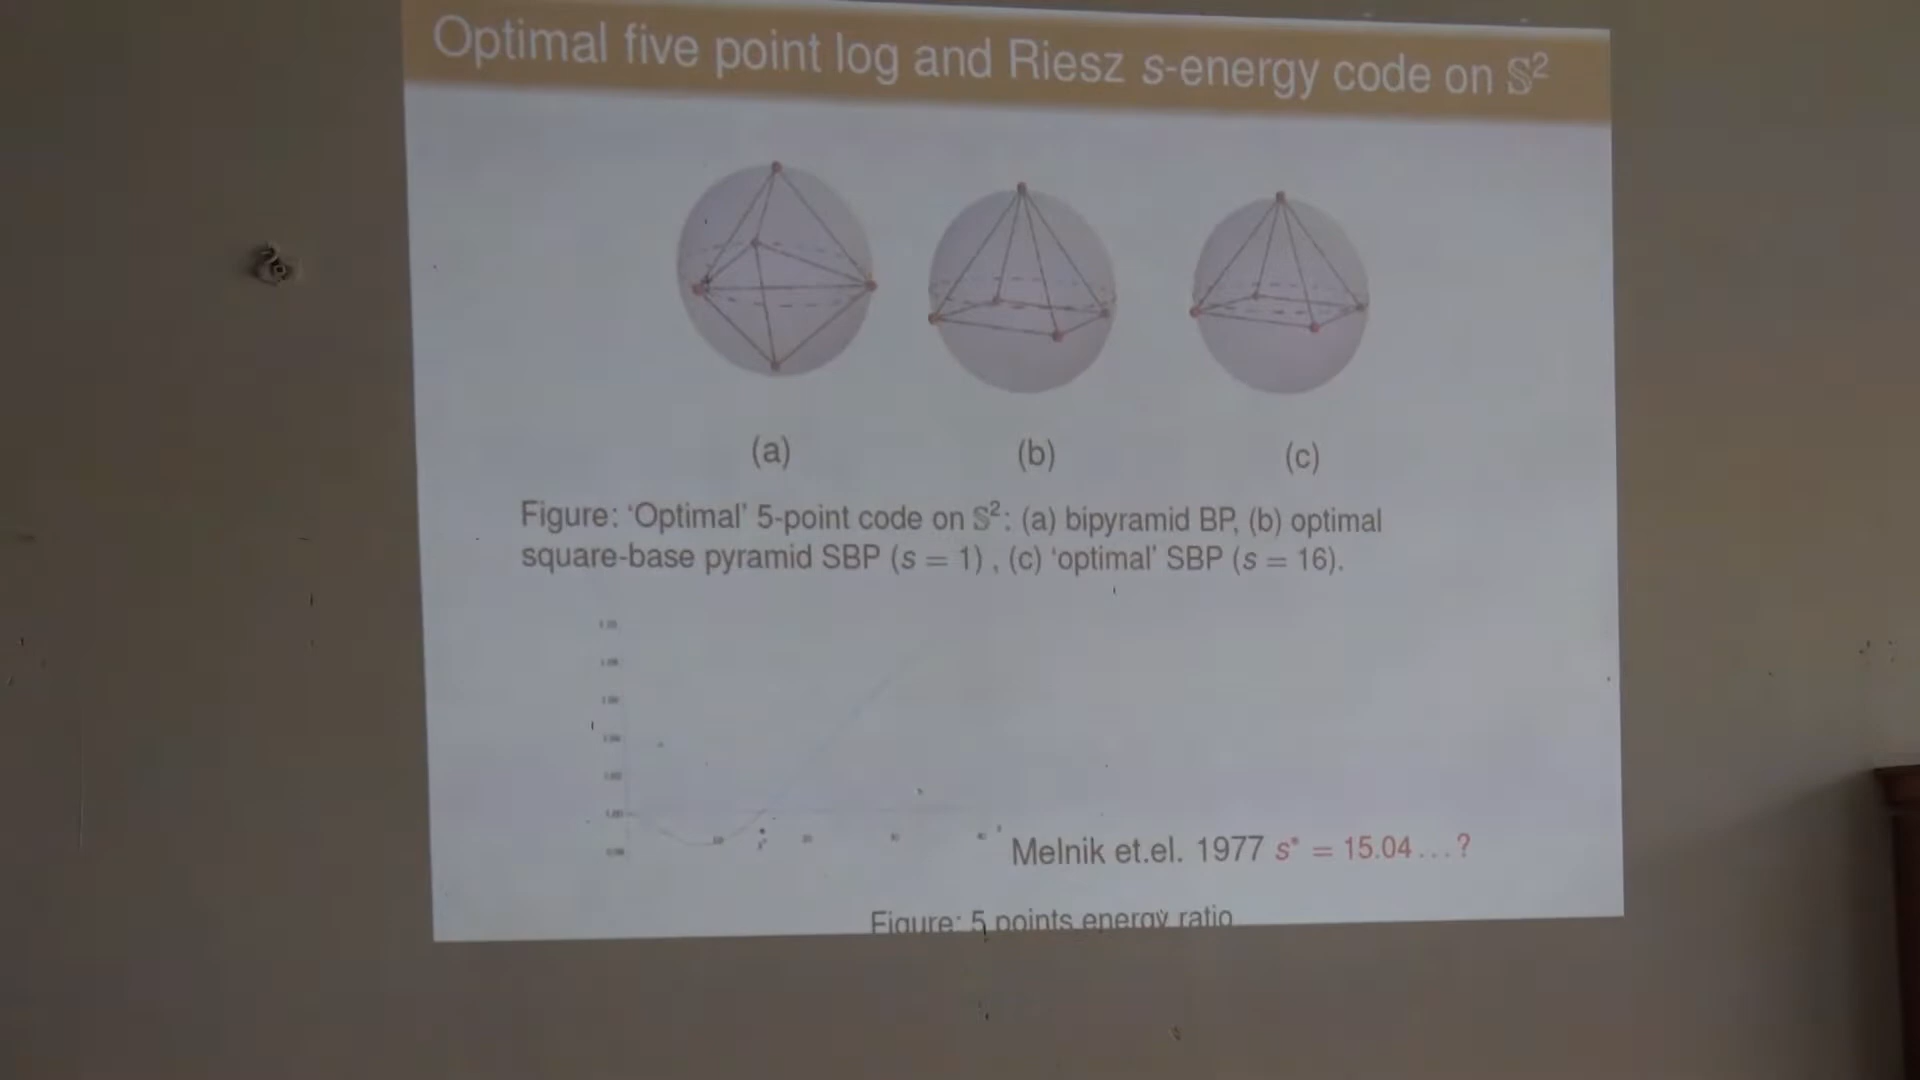 Optimal five point log and Riesz s-energy code on 𝕊²
(a)
(b)
(c)
Figure: ‘Optimal’ 5-point code on 𝕊²: (a) bipyramid BP, (b) optimal
square-base pyramid SBP (s = 1) , (c) ‘optimal’ SBP (s = 16).
Melnik et.el. 1977 s* = 15.04...?
Figure: 5 points energy ratio